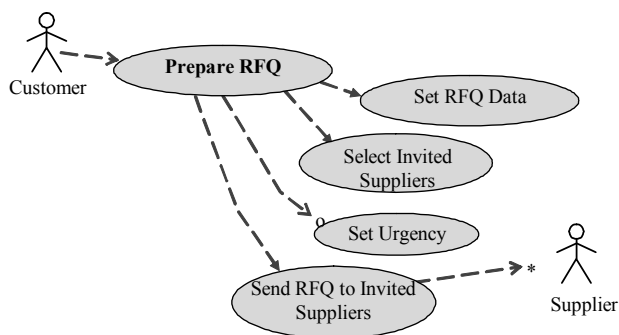 Customer
Prepare RFQ
Set RFQ Data
Select Invited
Suppliers
Set Urgency
Send RFQ to Invited
Suppliers
*
Supplier